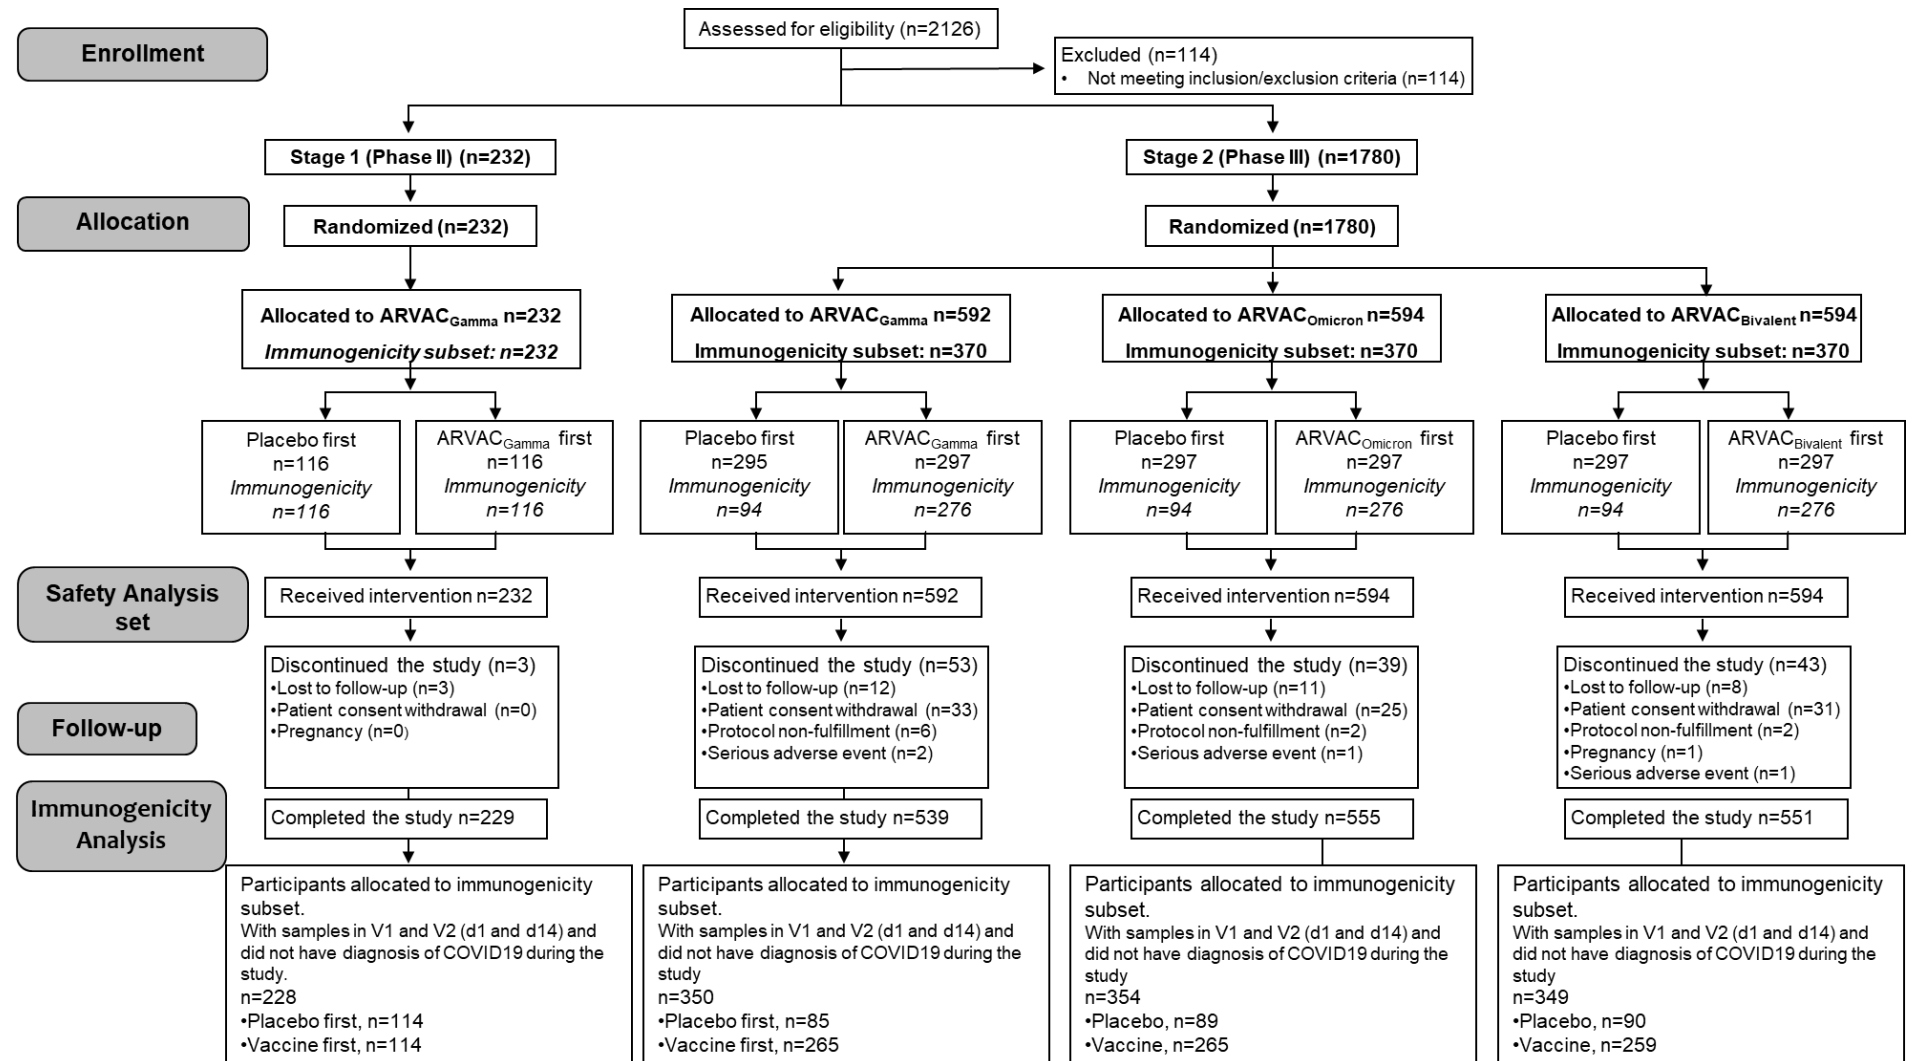 Assessed for eligibility (n=2126)
Enrollment
Excluded (n=114)
• Not meeting inclusion/exclusion criteria (n=114)
Stage 1 (Phase II) (n=232)
Stage 2 (Phase III) (n=1780)
Allocation
Randomized (n=232)
Randomized (n=1780)
Allocated to ARVACGamma n=232
Immunogenicity subset: n=232
Allocated to ARVACGamma n=592
Immunogenicity subset: n=370
Allocated to ARVACOmicron n=594
Immunogenicity subset: n=370
Allocated to ARVACBivalent n=594
Immunogenicity subset: n=370
Placebo first
n=116
Immunogenicity
n=116
ARVACGamma first
n=116
Immunogenicity
n=116
Placebo first
n=295
Immunogenicity
n=94
ARVACGamma first
n=297
Immunogenicity
n=276
Placebo first
n=297
Immunogenicity
n=94
ARVACOmicron first
n=297
Immunogenicity
n=276
Placebo first
n=297
Immunogenicity
n=94
ARVACBivalent first
n=297
Immunogenicity
n=276
Safety Analysis
set
Received intervention n=232
Received intervention n=592
Received intervention n=594
Received intervention n=594
Follow-up
Discontinued the study (n=3)
•Lost to follow-up (n=3)
•Patient consent withdrawal (n=0)
•Pregnancy (n=0)
Discontinued the study (n=53)
•Lost to follow-up (n=12)
•Patient consent withdrawal (n=33)
•Protocol non-fulfillment (n=6)
•Serious adverse event (n=2)
Discontinued the study (n=39)
•Lost to follow-up (n=11)
•Patient consent withdrawal (n=25)
•Protocol non-fulfillment (n=2)
•Serious adverse event (n=1)
Discontinued the study (n=43)
•Lost to follow-up (n=8)
•Patient consent withdrawal (n=31)
•Protocol non-fulfillment (n=2)
•Pregnancy (n=1)
•Serious adverse event (n=1)
Immunogenicity
Analysis
Completed the study n=229
Completed the study n=539
Completed the study n=555
Completed the study n=551
Participants allocated to immunogenicity
subset.
With samples in V1 and V2 (d1 and d14) and
did not have diagnosis of COVID19 during the
study.
n=228
•Placebo first, n=114
•Vaccine first, n=114
Participants allocated to immunogenicity
subset.
With samples in V1 and V2 (d1 and d14) and
did not have diagnosis of COVID19 during the
study
n=350
•Placebo first, n=85
•Vaccine first, n=265
Participants allocated to immunogenicity
subset.
With samples in V1 and V2 (d1 and d14) and
did not have diagnosis of COVID19 during the
study
n=354
•Placebo, n=89
•Vaccine, n=265
Participants allocated to immunogenicity
subset.
With samples in V1 and V2 (d1 and d14) and
did not have diagnosis of COVID19 during the
study
n=349
•Placebo, n=90
•Vaccine, n=259